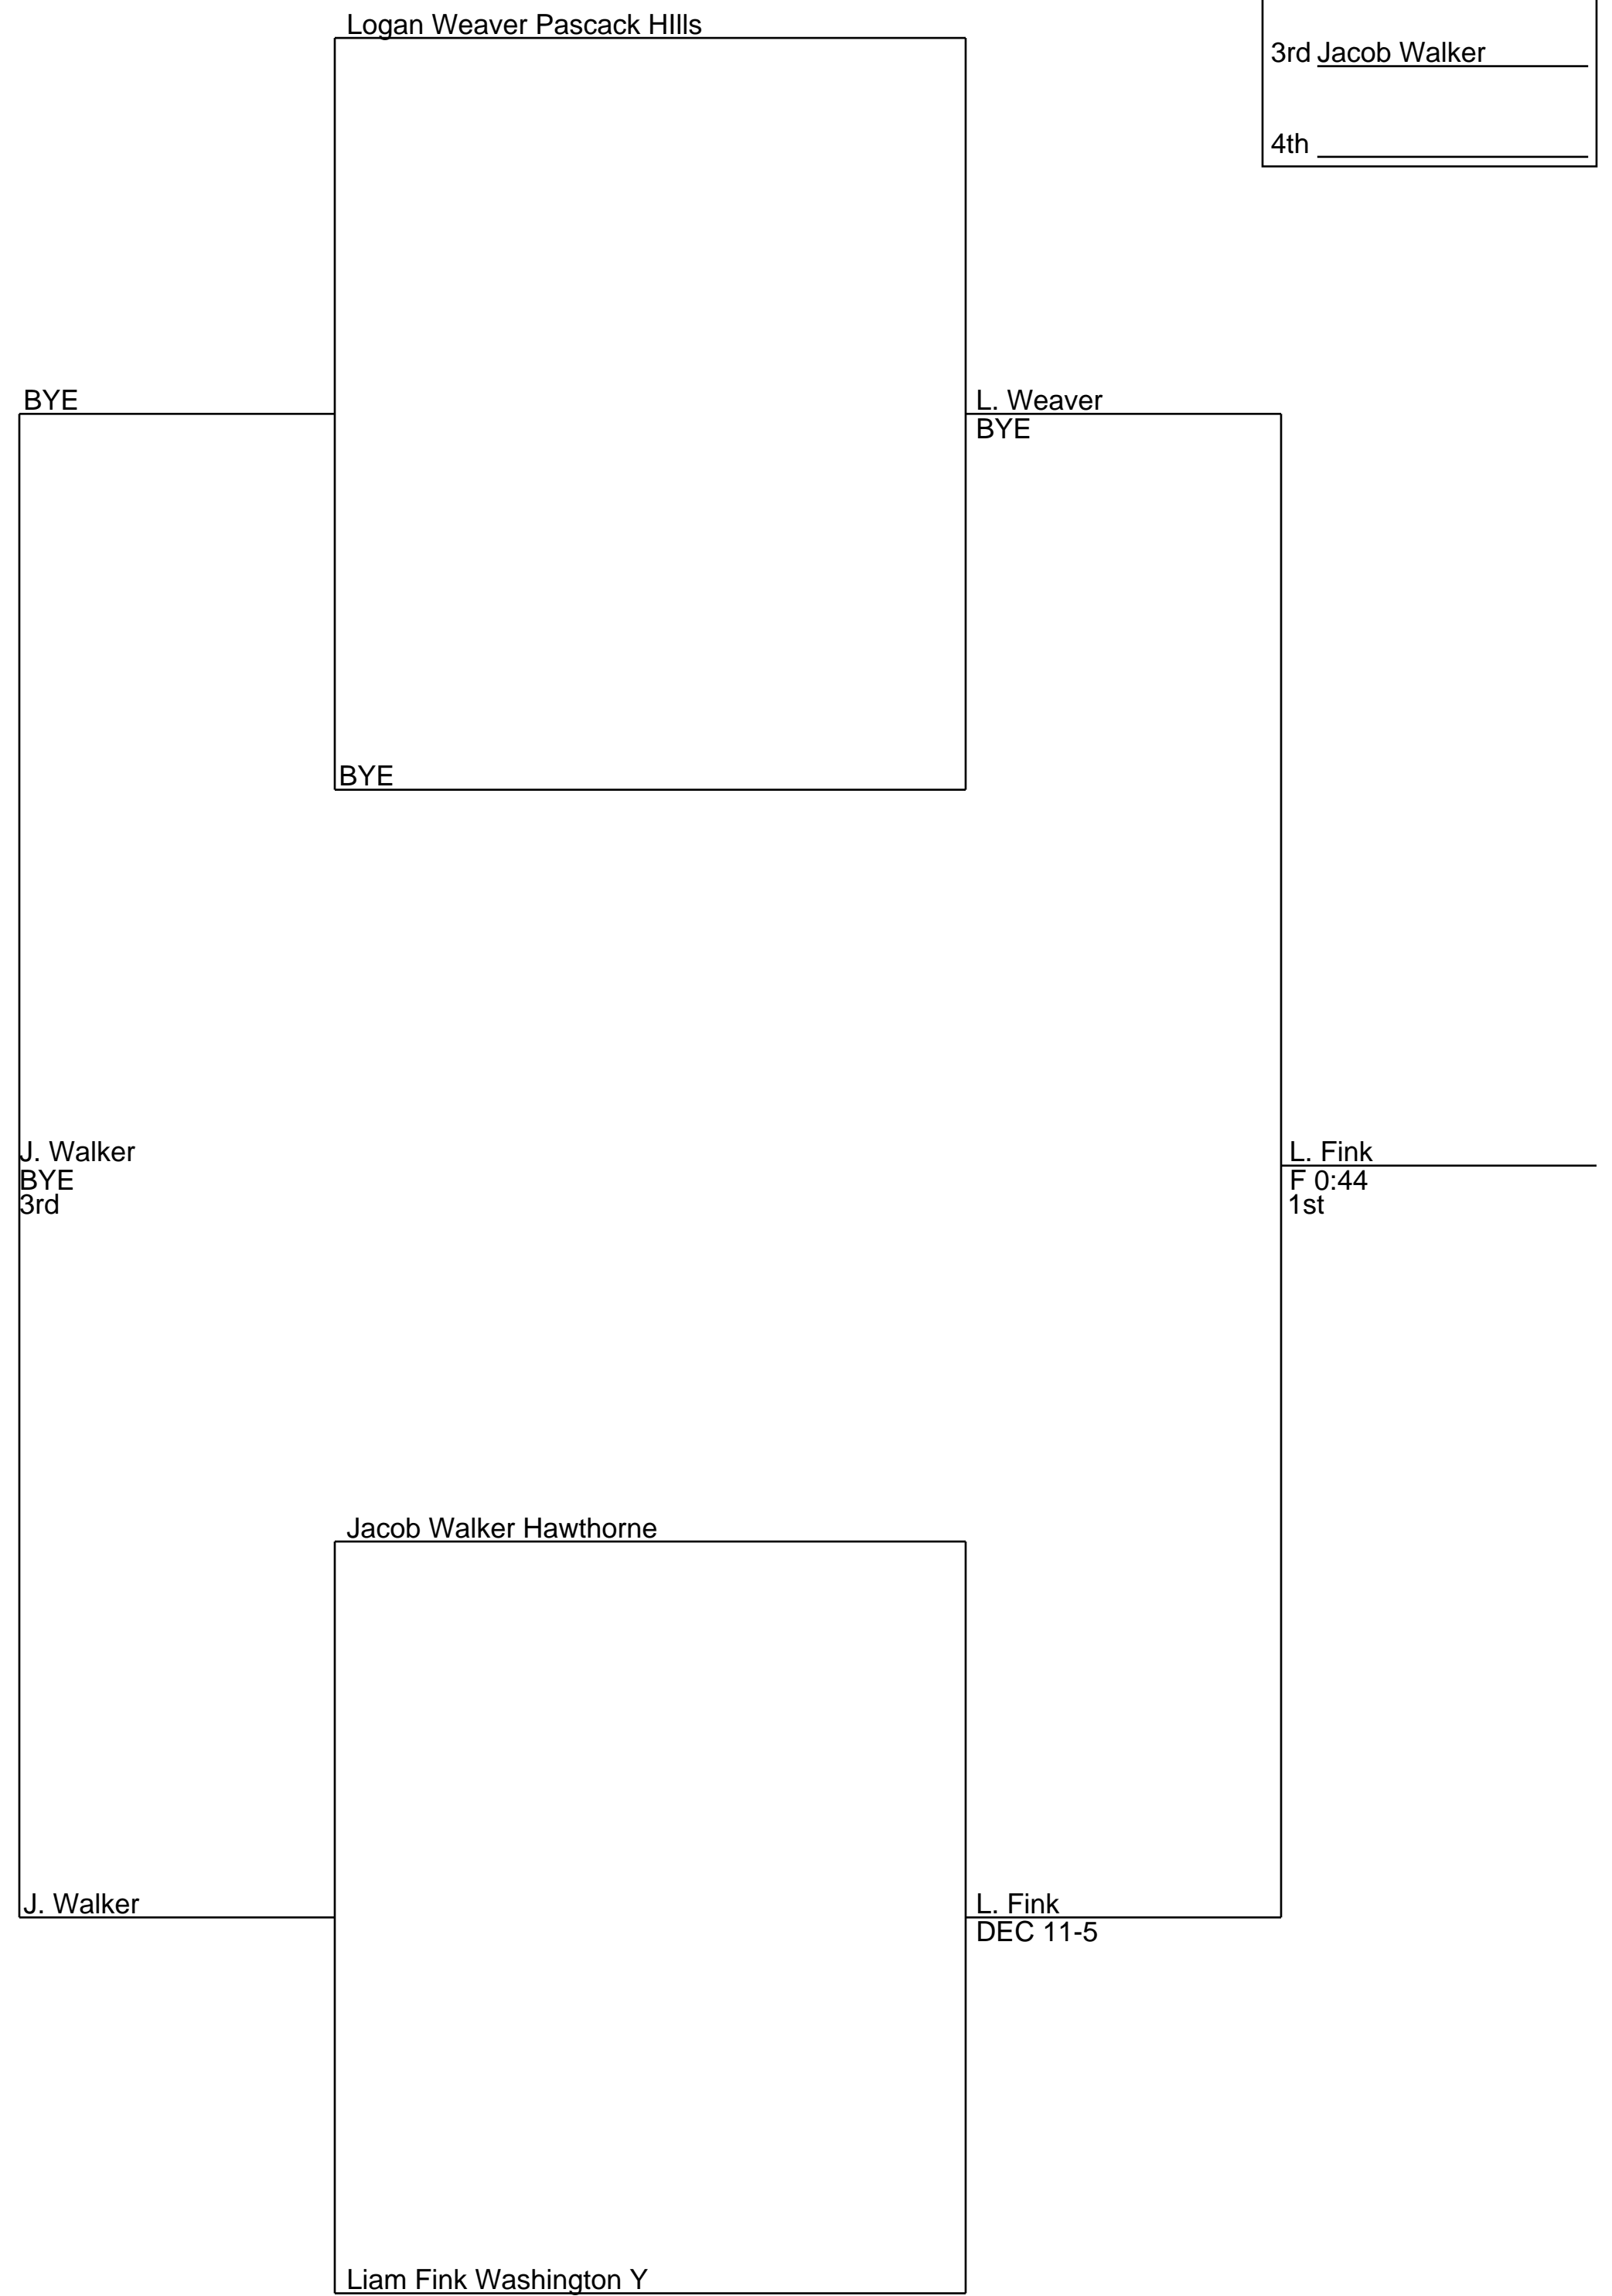 Logan Weaver Pascack HIlls
3rd Jacob Walker
4th
BYE
L. Weaver
BYE
BYE
J. Walker
BYE
3rd
L. Fink
F 0:44
1st
Jacob Walker Hawthorne
J. Walker
L. Fink
DEC 11-5
Liam Fink Washington Y